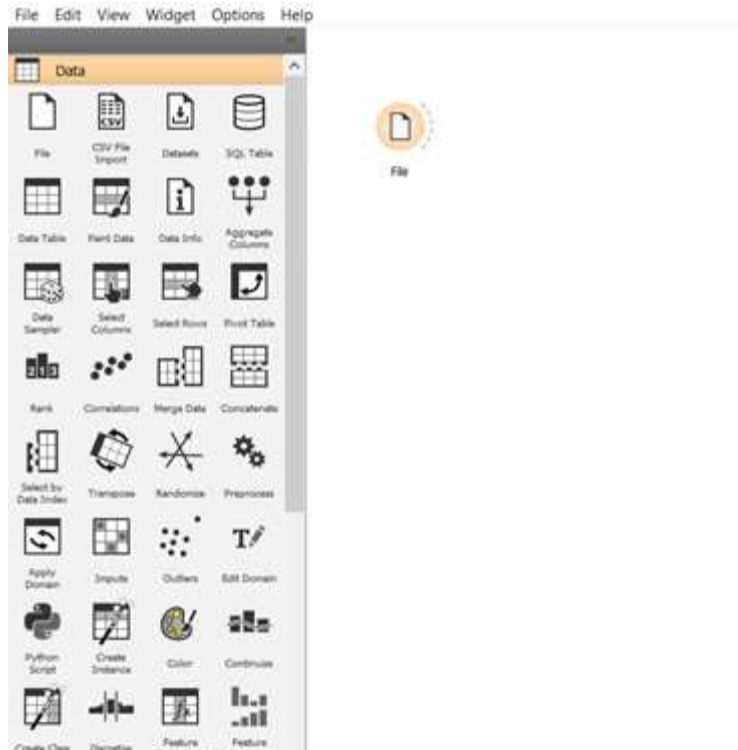 File Edit View Widget Options Help
Data
File
CSV File Import
Datasets
SQL Table
File
Data Table
Paint Data
Data Info
Aggregate Columns
Data Sampler
Select Columns
Select Rows
Pivot Table
Rank
Correlations
Merge Data
Concatenate
Select by Data Index
Transpose
Randomize
Preprocess
Apply Domain
Impute
Outliers
Edit Domain
Python Script
Create Instance
Color
Continuize
Create Class
Discretize
Feature
Feature